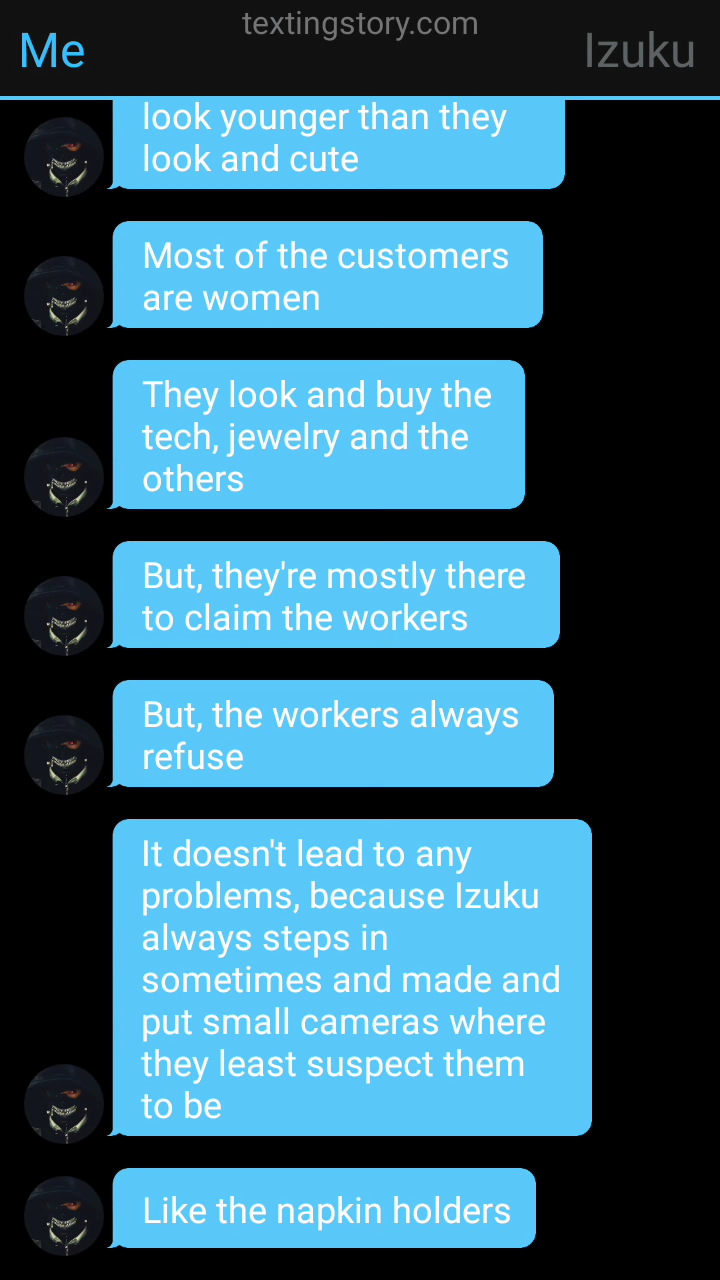 textingstory.com
Me
Izuku
look younger than they
look and cute
Most of the customers
are women
They look and buy the
tech, jewelry and the
others
But, they're mostly there
to claim the workers
But, the workers always
refuse
It doesn't lead to any
problems, because Izuku
always steps in
sometimes and made and
put small cameras where
they least suspect them
to be
Like the napkin holders